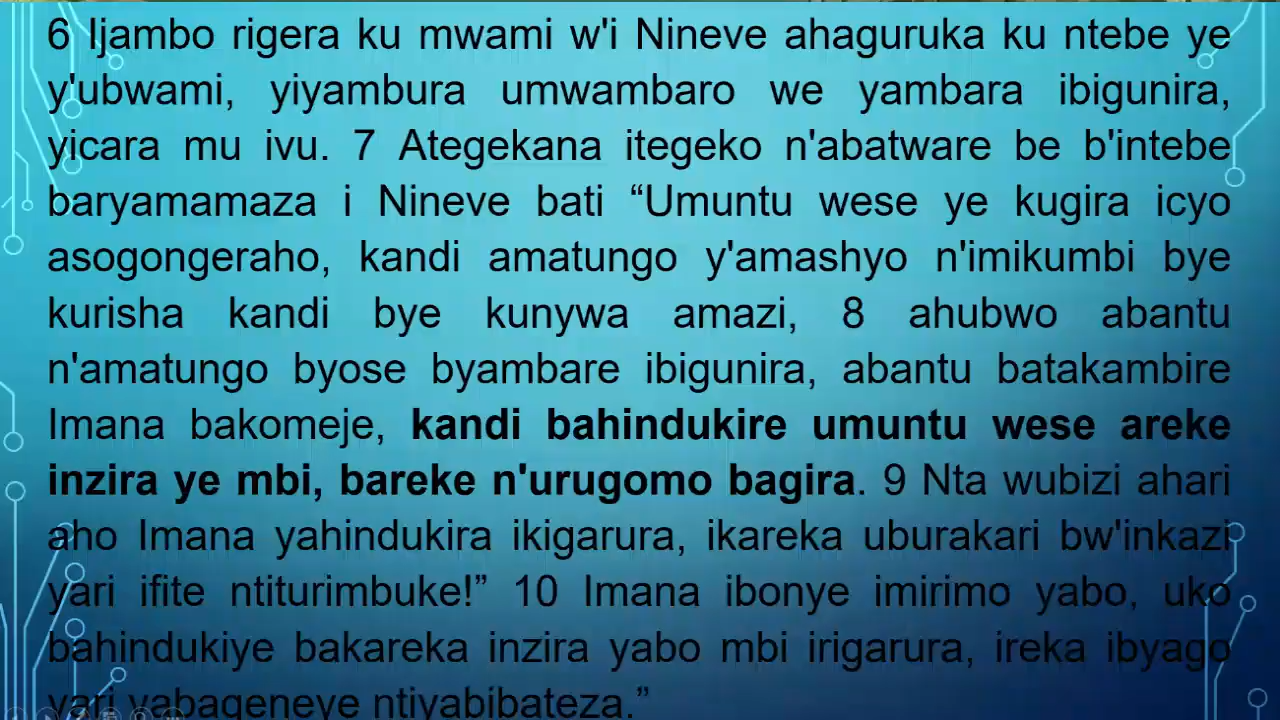 6 Ijambo rigera ku mwami w'i Nineve ahaguruka ku ntebe ye
y'ubwami, yiyambura umwambaro we yambara ibigunira,
yicara mu ivu. 7 Ategekana itegeko n'abatware be b'intebe
baryamamaza i Nineve bati “Umuntu wese ye kugira icyo
asogongeraho, kandi amatungo y'amashyo n'imikumbi bye
kurisha kandi bye kunywa amazi, 8 ahubwo abantu
n'amatungo byose byambare ibigunira, abantu batakambire
Imana bakomeje, kandi bahindukire umuntu wese areke
inzira ye mbi, bareke n'urugomo bagira. 9 Nta wubizi ahari
aho Imana yahindukira ikigarura, ikareka uburakari bw'inkazi
yari ifite ntiturimbuke!” 10 Imana ibonye imirimo yabo, uko
bahindukiye bakareka inzira yabo mbi irigarura, ireka ibyago
yari yabageneye ntiyabibateza.”